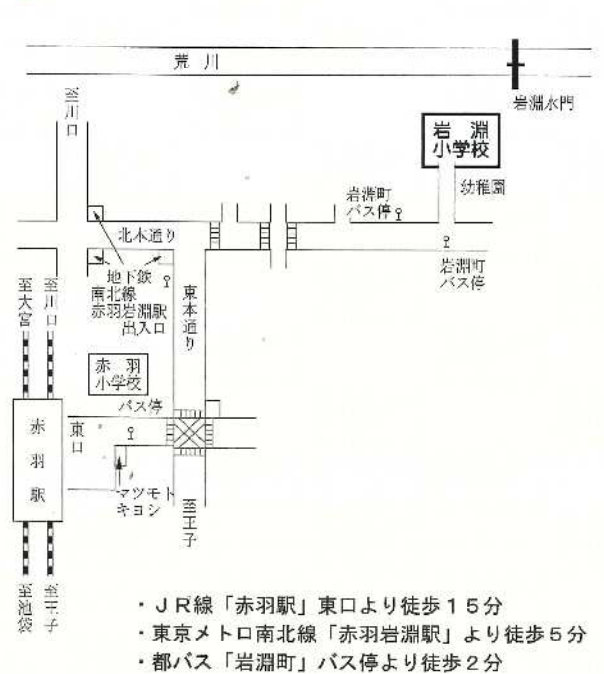 荒川
岩淵水門
至川口
岩淵
小学校
幼稚園
岩淵町
バス停
北本通り
岩淵町
バス停
地下鉄
南北線
赤羽岩淵駅
出入口
東本通り
至大宮
至川口
赤羽
小学校
バス停
赤羽駅
東口
マツモト
キヨシ
至王子
至池袋
至王子
・JR線「赤羽駅」東口より徒歩15分
・東京メトロ南北線「赤羽岩淵駅」より徒歩5分
・都バス「岩淵町」バス停より徒歩2分